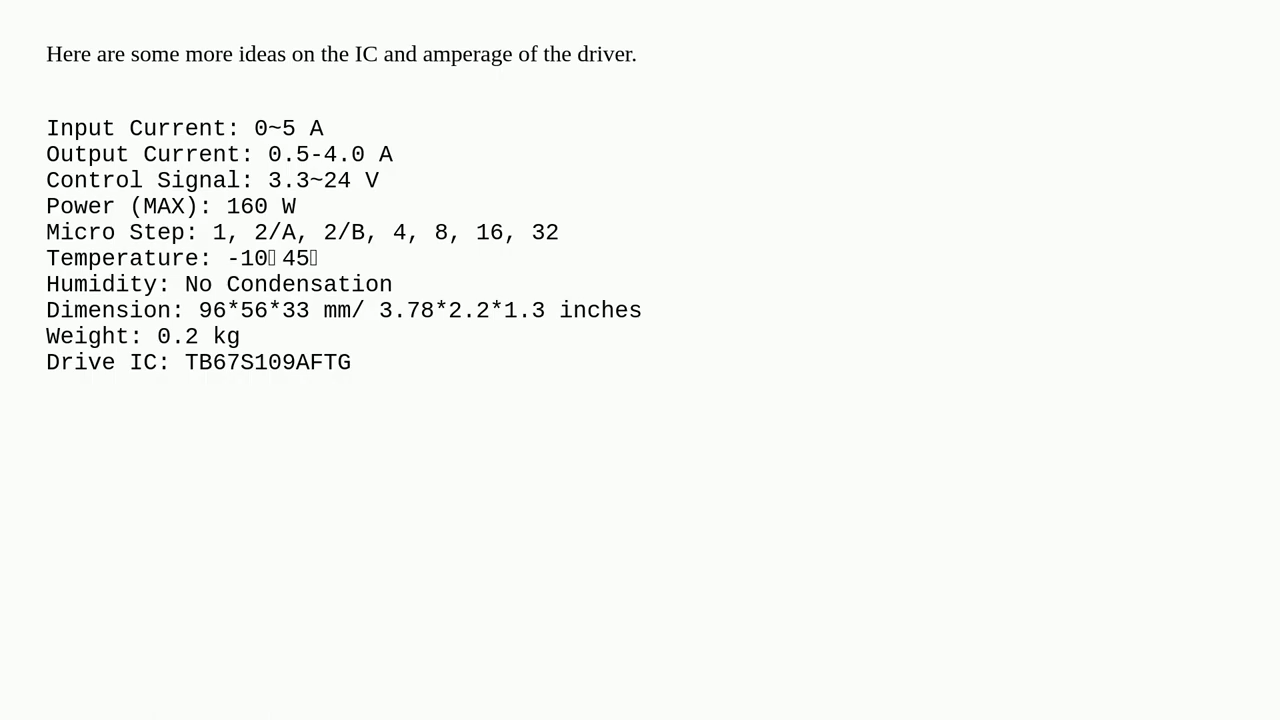 Here are some more ideas on the IC and amperage of the driver.
Input Current: 0~5 A
Output Current: 0.5-4.0 A
Control Signal: 3.3~24 V
Power (MAX): 160 W
Micro Step: 1, 2/A, 2/B, 4, 8, 16, 32
Temperature: -10 45
Humidity: No Condensation
Dimension: 96*56*33 mm/ 3.78*2.2*1.3 inches
Weight: 0.2 kg
Drive IC: TB67S109AFTG